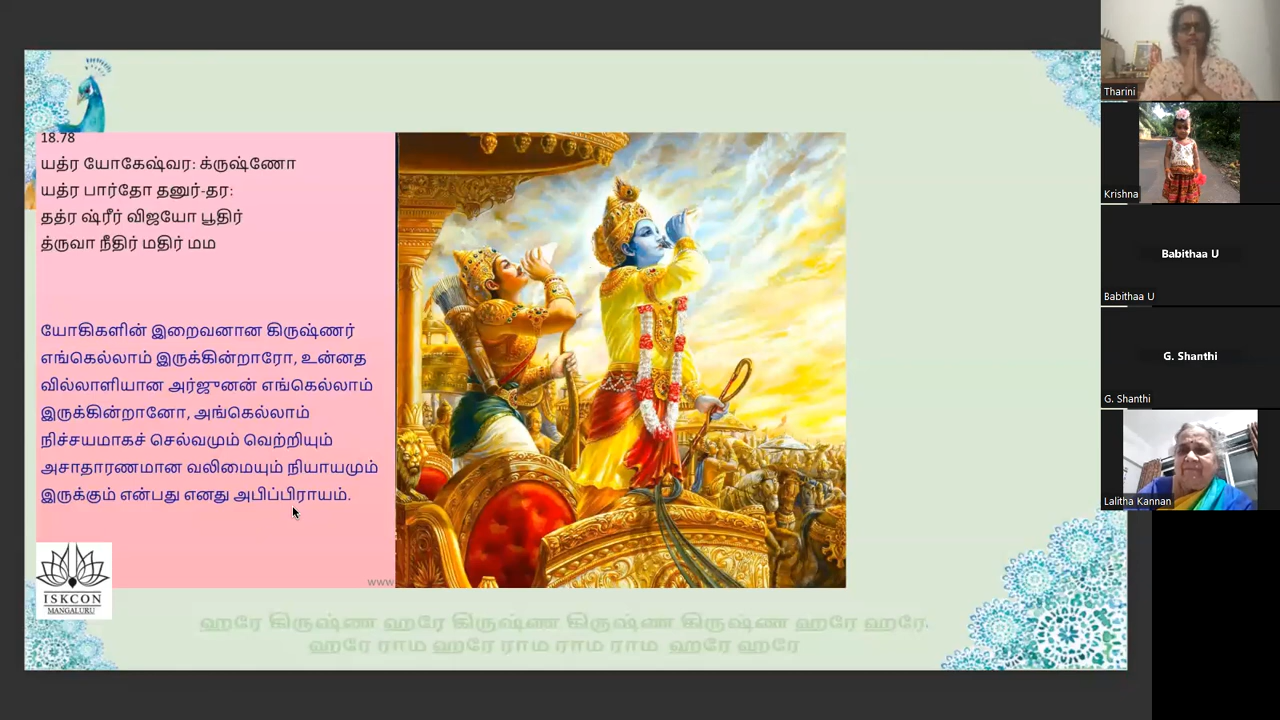 18.78
யத்ர யோகேஷ்வர: க்ருஷ்ணோ
யத்ர பார்தோ தனுர்-தர:
தத்ர ஷ்ரீர் விஜயோ பூதிர்
த்ருவா நீதிர் மதிர் மம
யோகிகளின் இறைவனான கிருஷ்ணர்
எங்கெல்லாம் இருக்கின்றாரோ, உன்னத
வில்லாளியான அர்ஜுனன் எங்கெல்லாம்
இருக்கின்றானோ, அங்கெல்லாம்
நிச்சயமாகச் செல்வமும் வெற்றியும்
அசாதாரணமான வலிமையும் நியாயமும்
இருக்கும் என்பது எனது அபிப்பிராயம்.
www
ISKCON
MANGALURU
ஹரே கிருஷ்ண ஹரே கிருஷ்ண கிருஷ்ண கிருஷ்ண ஹரே ஹரே.
ஹரே ராம ஹரே ராம ராம ராம ஹரே ஹரே
Tharini
Krishna
Babithaa U
Babithaa U
G. Shanthi
G. Shanthi
Lalitha Kannan